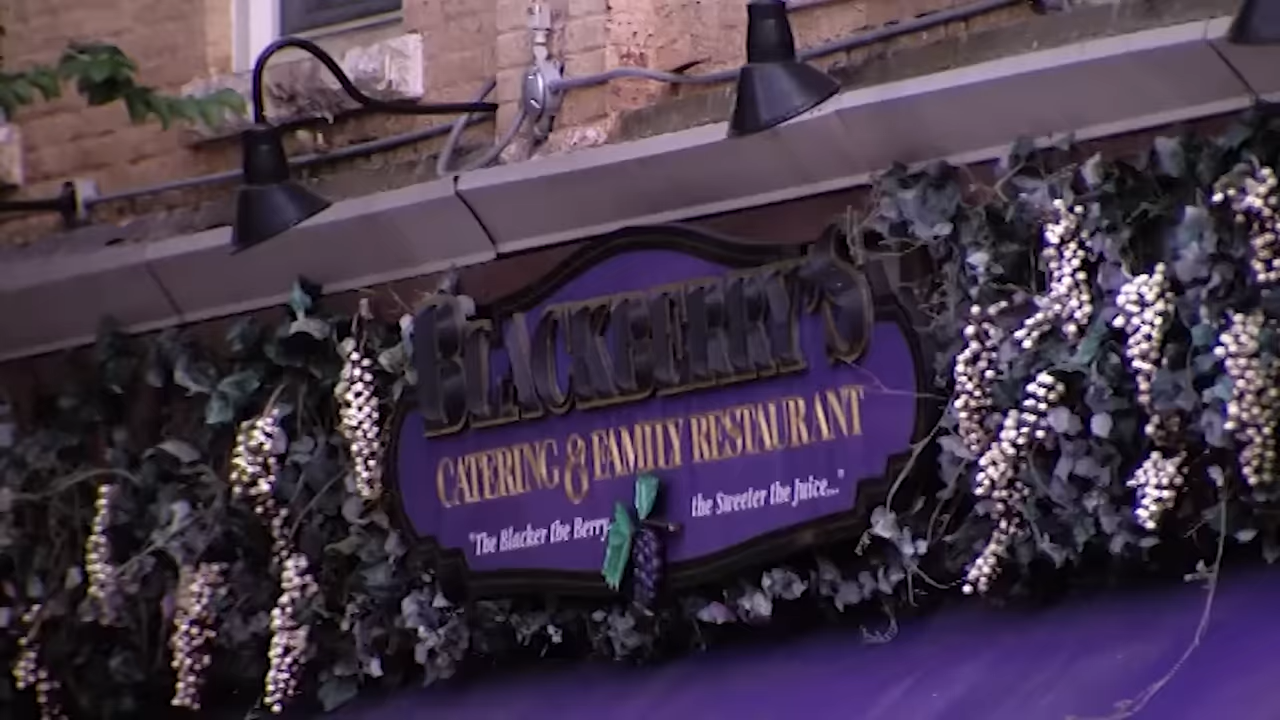 BLACKBERRY'S
CATERING & FAMILY RESTAURANT
"The Blacker the Berry the Sweeter the Juice..."